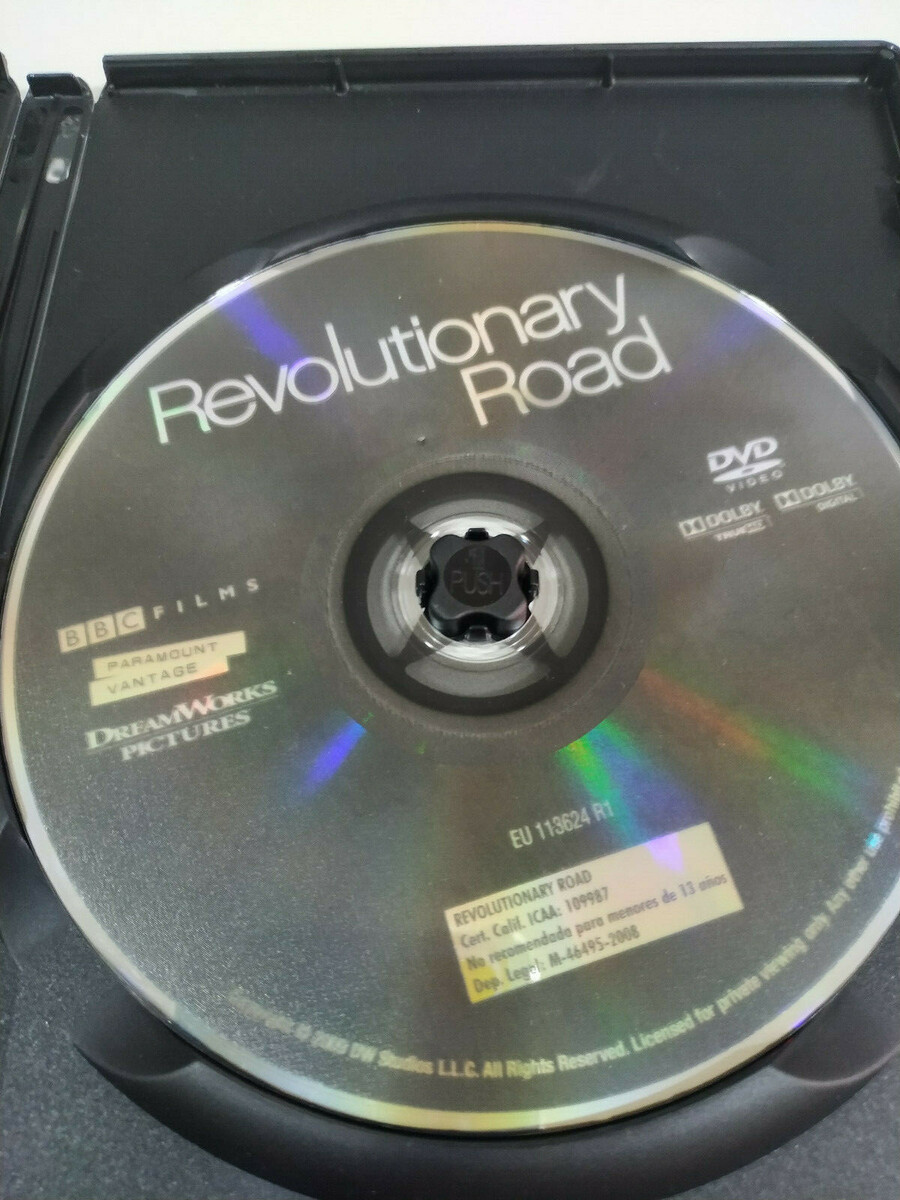 Revolutionary
Road
DVD
VIDEO
DOLBY
DOLBY
DIGITAL
PUSH
BBC FILMS
PARAMOUNT
VANTAGE
DREAMWORKS
PICTURES
EU 113624 R1
REVOLUTIONARY ROAD
Cert. Calif. ICAA: 109987
No recomendada para menores de 13 años
Dep. Legal: M-46495-2008
DW Studios L.L.C. All Rights Reserved. Licensed for private viewing only Any other use prohibited